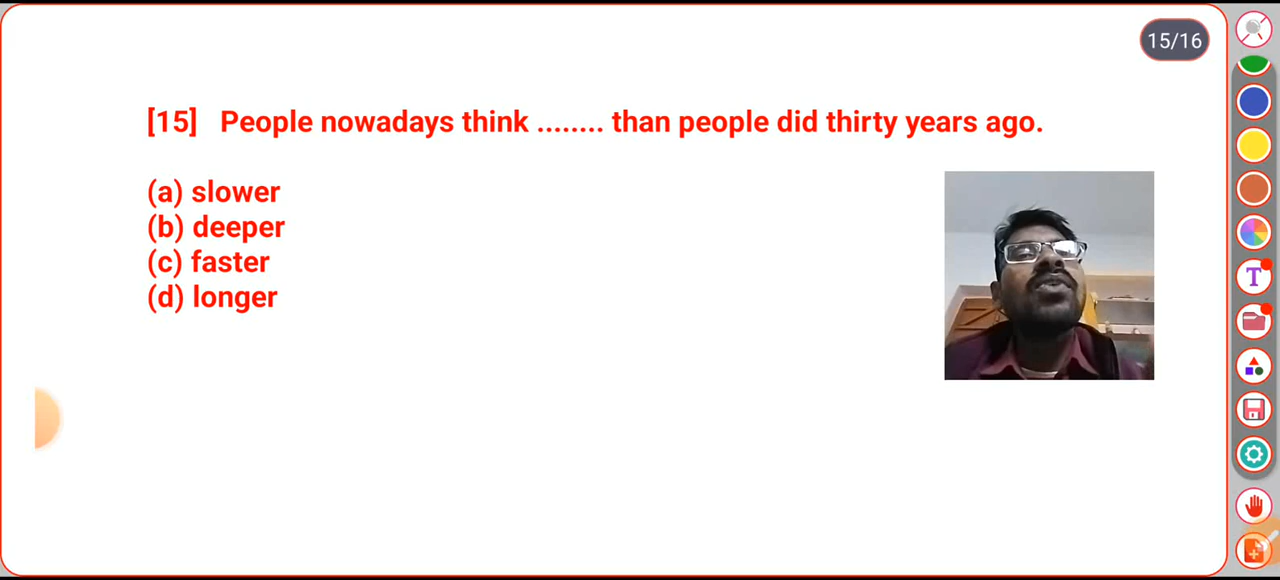 15/16
[15] People nowadays think ........ than people did thirty years ago.
(a) slower
(b) deeper
(c) faster
(d) longer
T